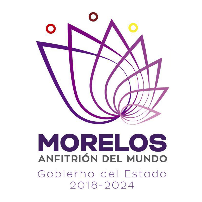 MORELOS
ANFITRIÓN DEL MUNDO
Gobierno del Estado
2018-2024